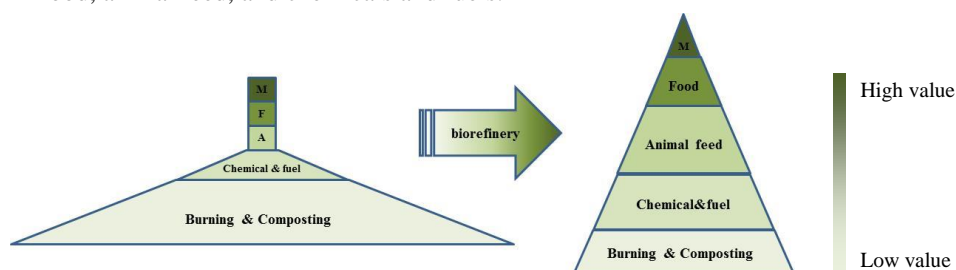 M
F
A
Chemical & fuel
Burning & Composting
biorefinery
M
Food
Animal feed
Chemical&fuel
Burning & Composting
High value
Low value